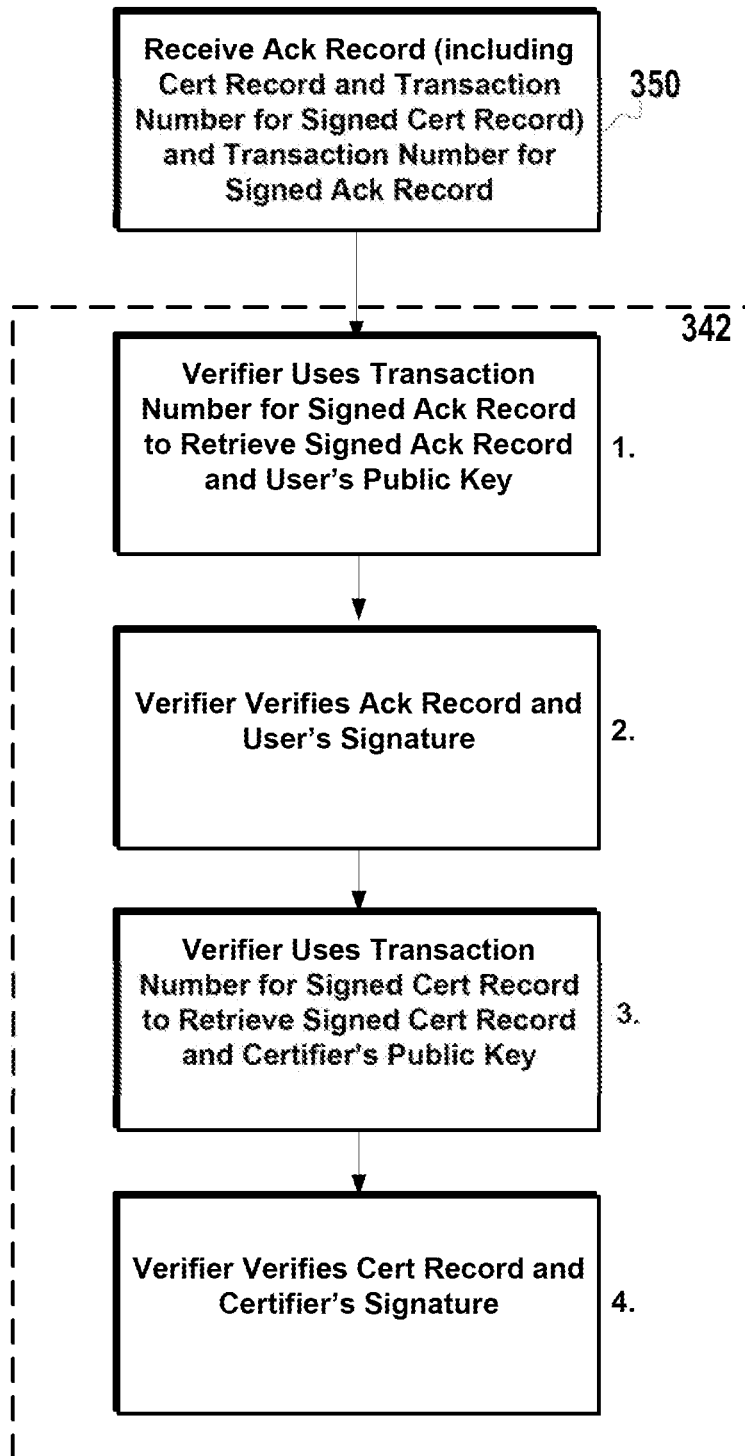 Receive Ack Record (including
Cert Record and Transaction
Number for Signed Cert Record)
and Transaction Number for
Signed Ack Record
350
342
Verifier Uses Transaction
Number for Signed Ack Record
to Retrieve Signed Ack Record
and User's Public Key
1.
Verifier Verifies Ack Record and
User's Signature
2.
Verifier Uses Transaction
Number for Signed Cert Record
to Retrieve Signed Cert Record
and Certifier's Public Key
3.
Verifier Verifies Cert Record and
Certifier's Signature
4.